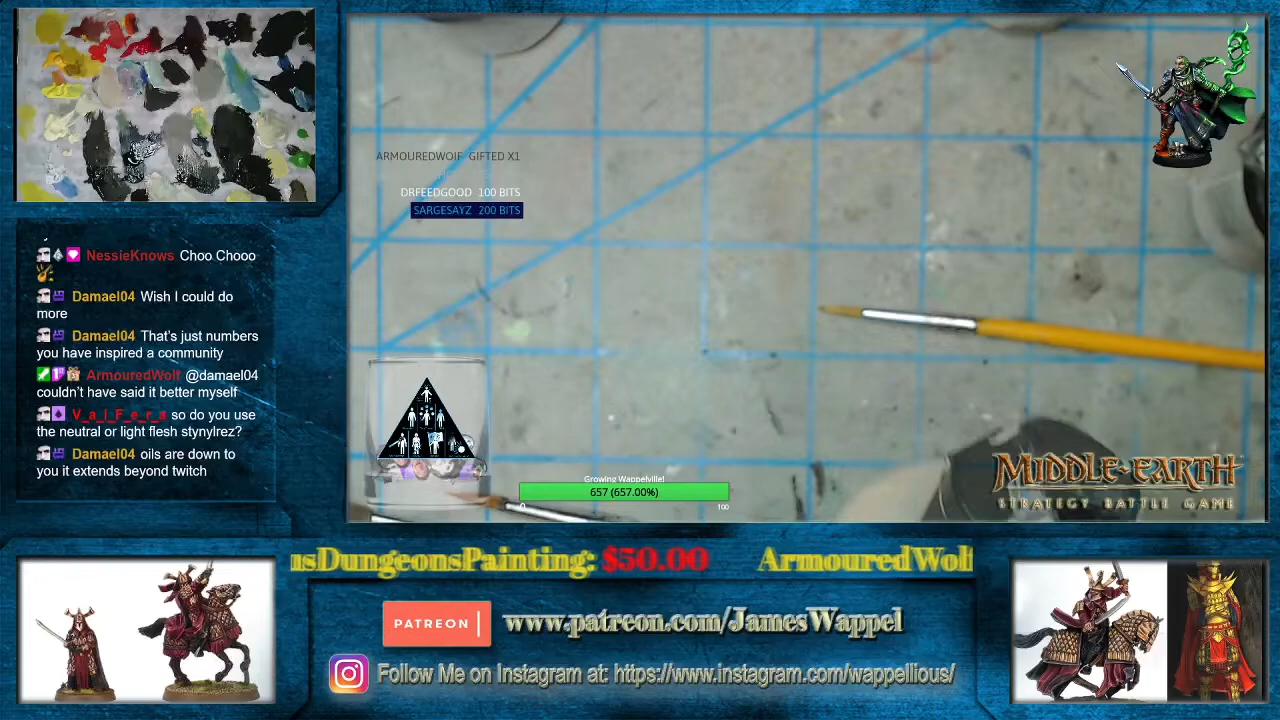 ARMOUREDWOLF GIFTED X1
DRFEEDGOOD 100 BITS
SARGESAYZ 200 BITS
NessieKnows Choo Chooo
Damael04 Wish I could do
more
Damael04 That's just numbers
you have inspired a community
ArmouredWolf @damael04
couldn't have said it better myself
V_a_l_F_e_r_a so do you use
the neutral or light flesh stynylrez?
Damael04 oils are down to
you it extends beyond twitch
Growing Wappelville!
657 (657.00%)
0
100
MIDDLE-EARTH
STRATEGY BATTLE GAME
usDungeonsPainting: $50.00 ArmouredWolf
PATREON
www.patreon.com/JamesWappel
Follow Me on Instagram at: https://www.instagram.com/wappellious/